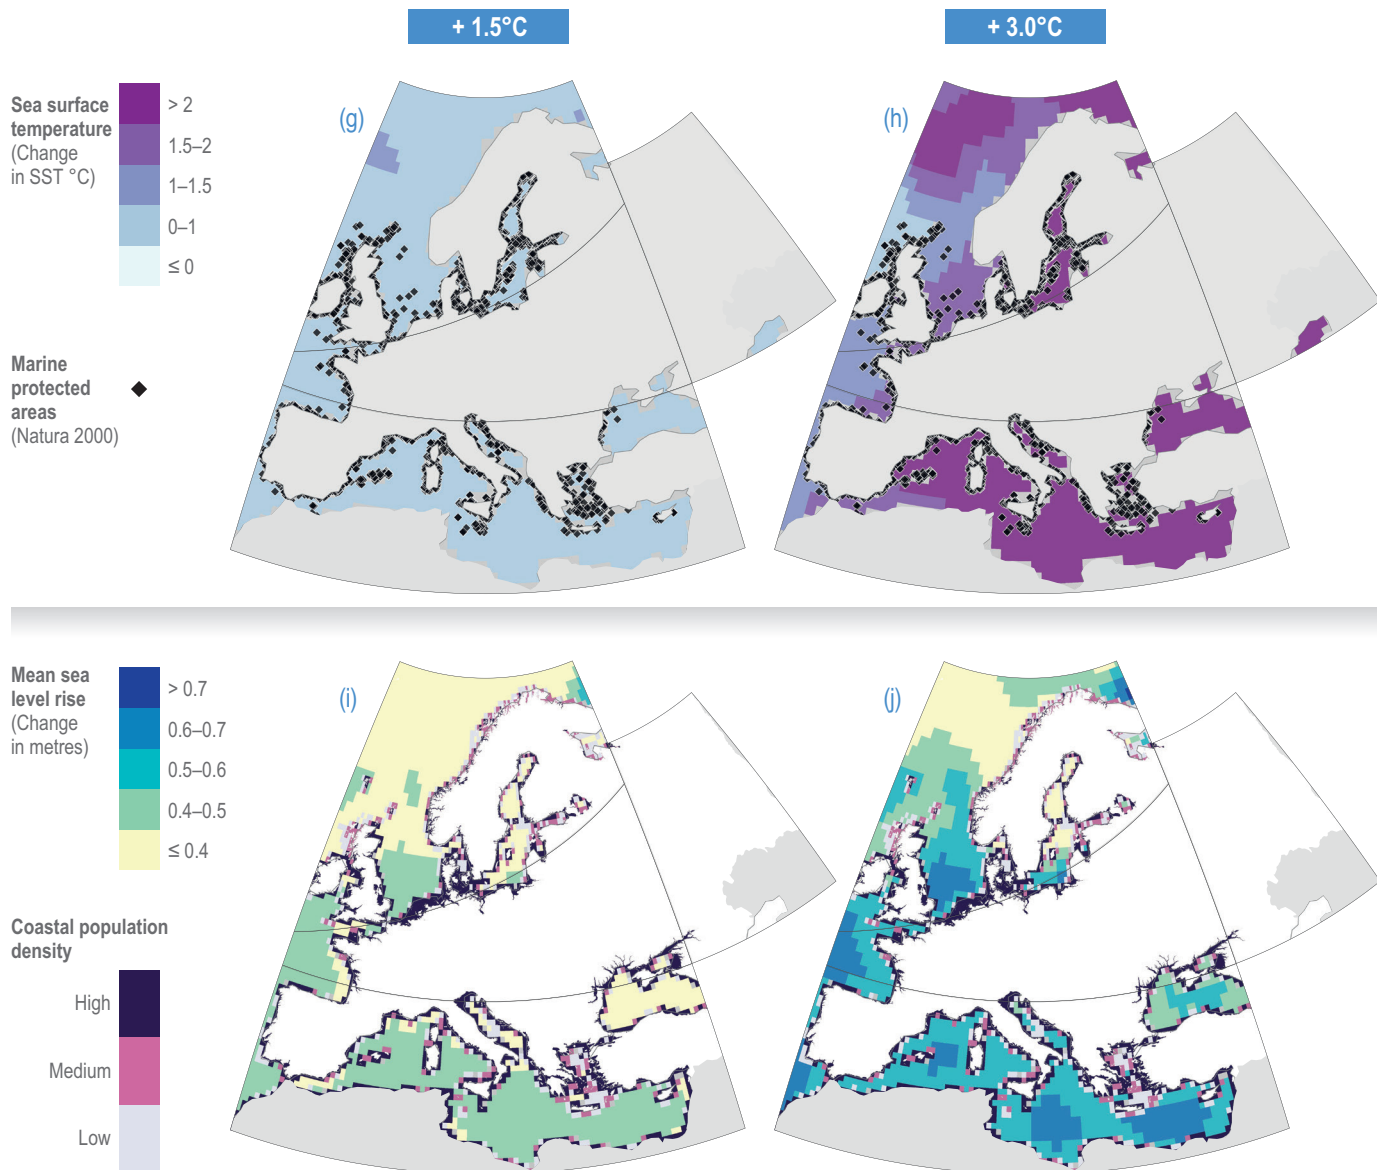 + 1.5°C
+ 3.0°C
Sea surface
temperature
(Change
in SST °C)
> 2
1.5–2
1–1.5
0–1
≤ 0
(g)
(h)
Marine
protected
areas
(Natura 2000)
Mean sea
level rise
(Change
in metres)
> 0.7
0.6–0.7
0.5–0.6
0.4–0.5
≤ 0.4
(i)
(j)
Coastal population
density
High
Medium
Low